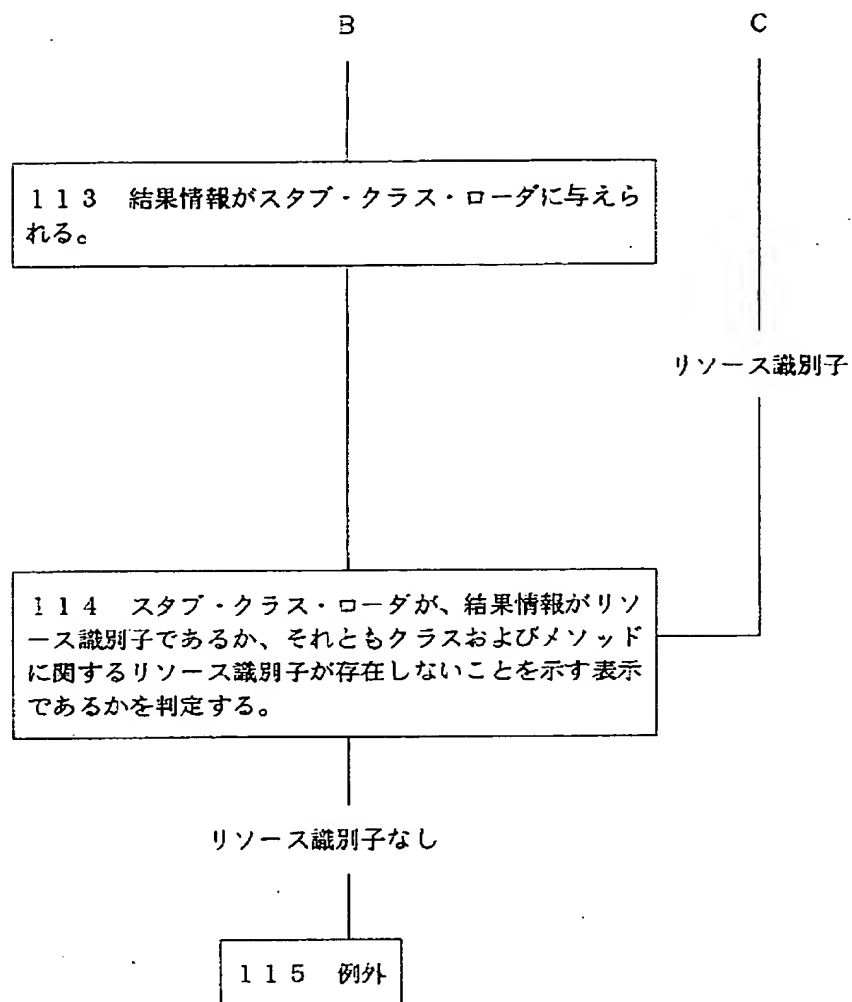 B
C
113 結果情報がスタブ・クラス・ローダに与えら
れる。
リソース識別子
114 スタブ・クラス・ローダが、結果情報がリソ
ース識別子であるか、それともクラスおよびメソッド
に関するリソース識別子が存在しないことを示す表示
であるかを判定する。
リソース識別子なし
115 例外